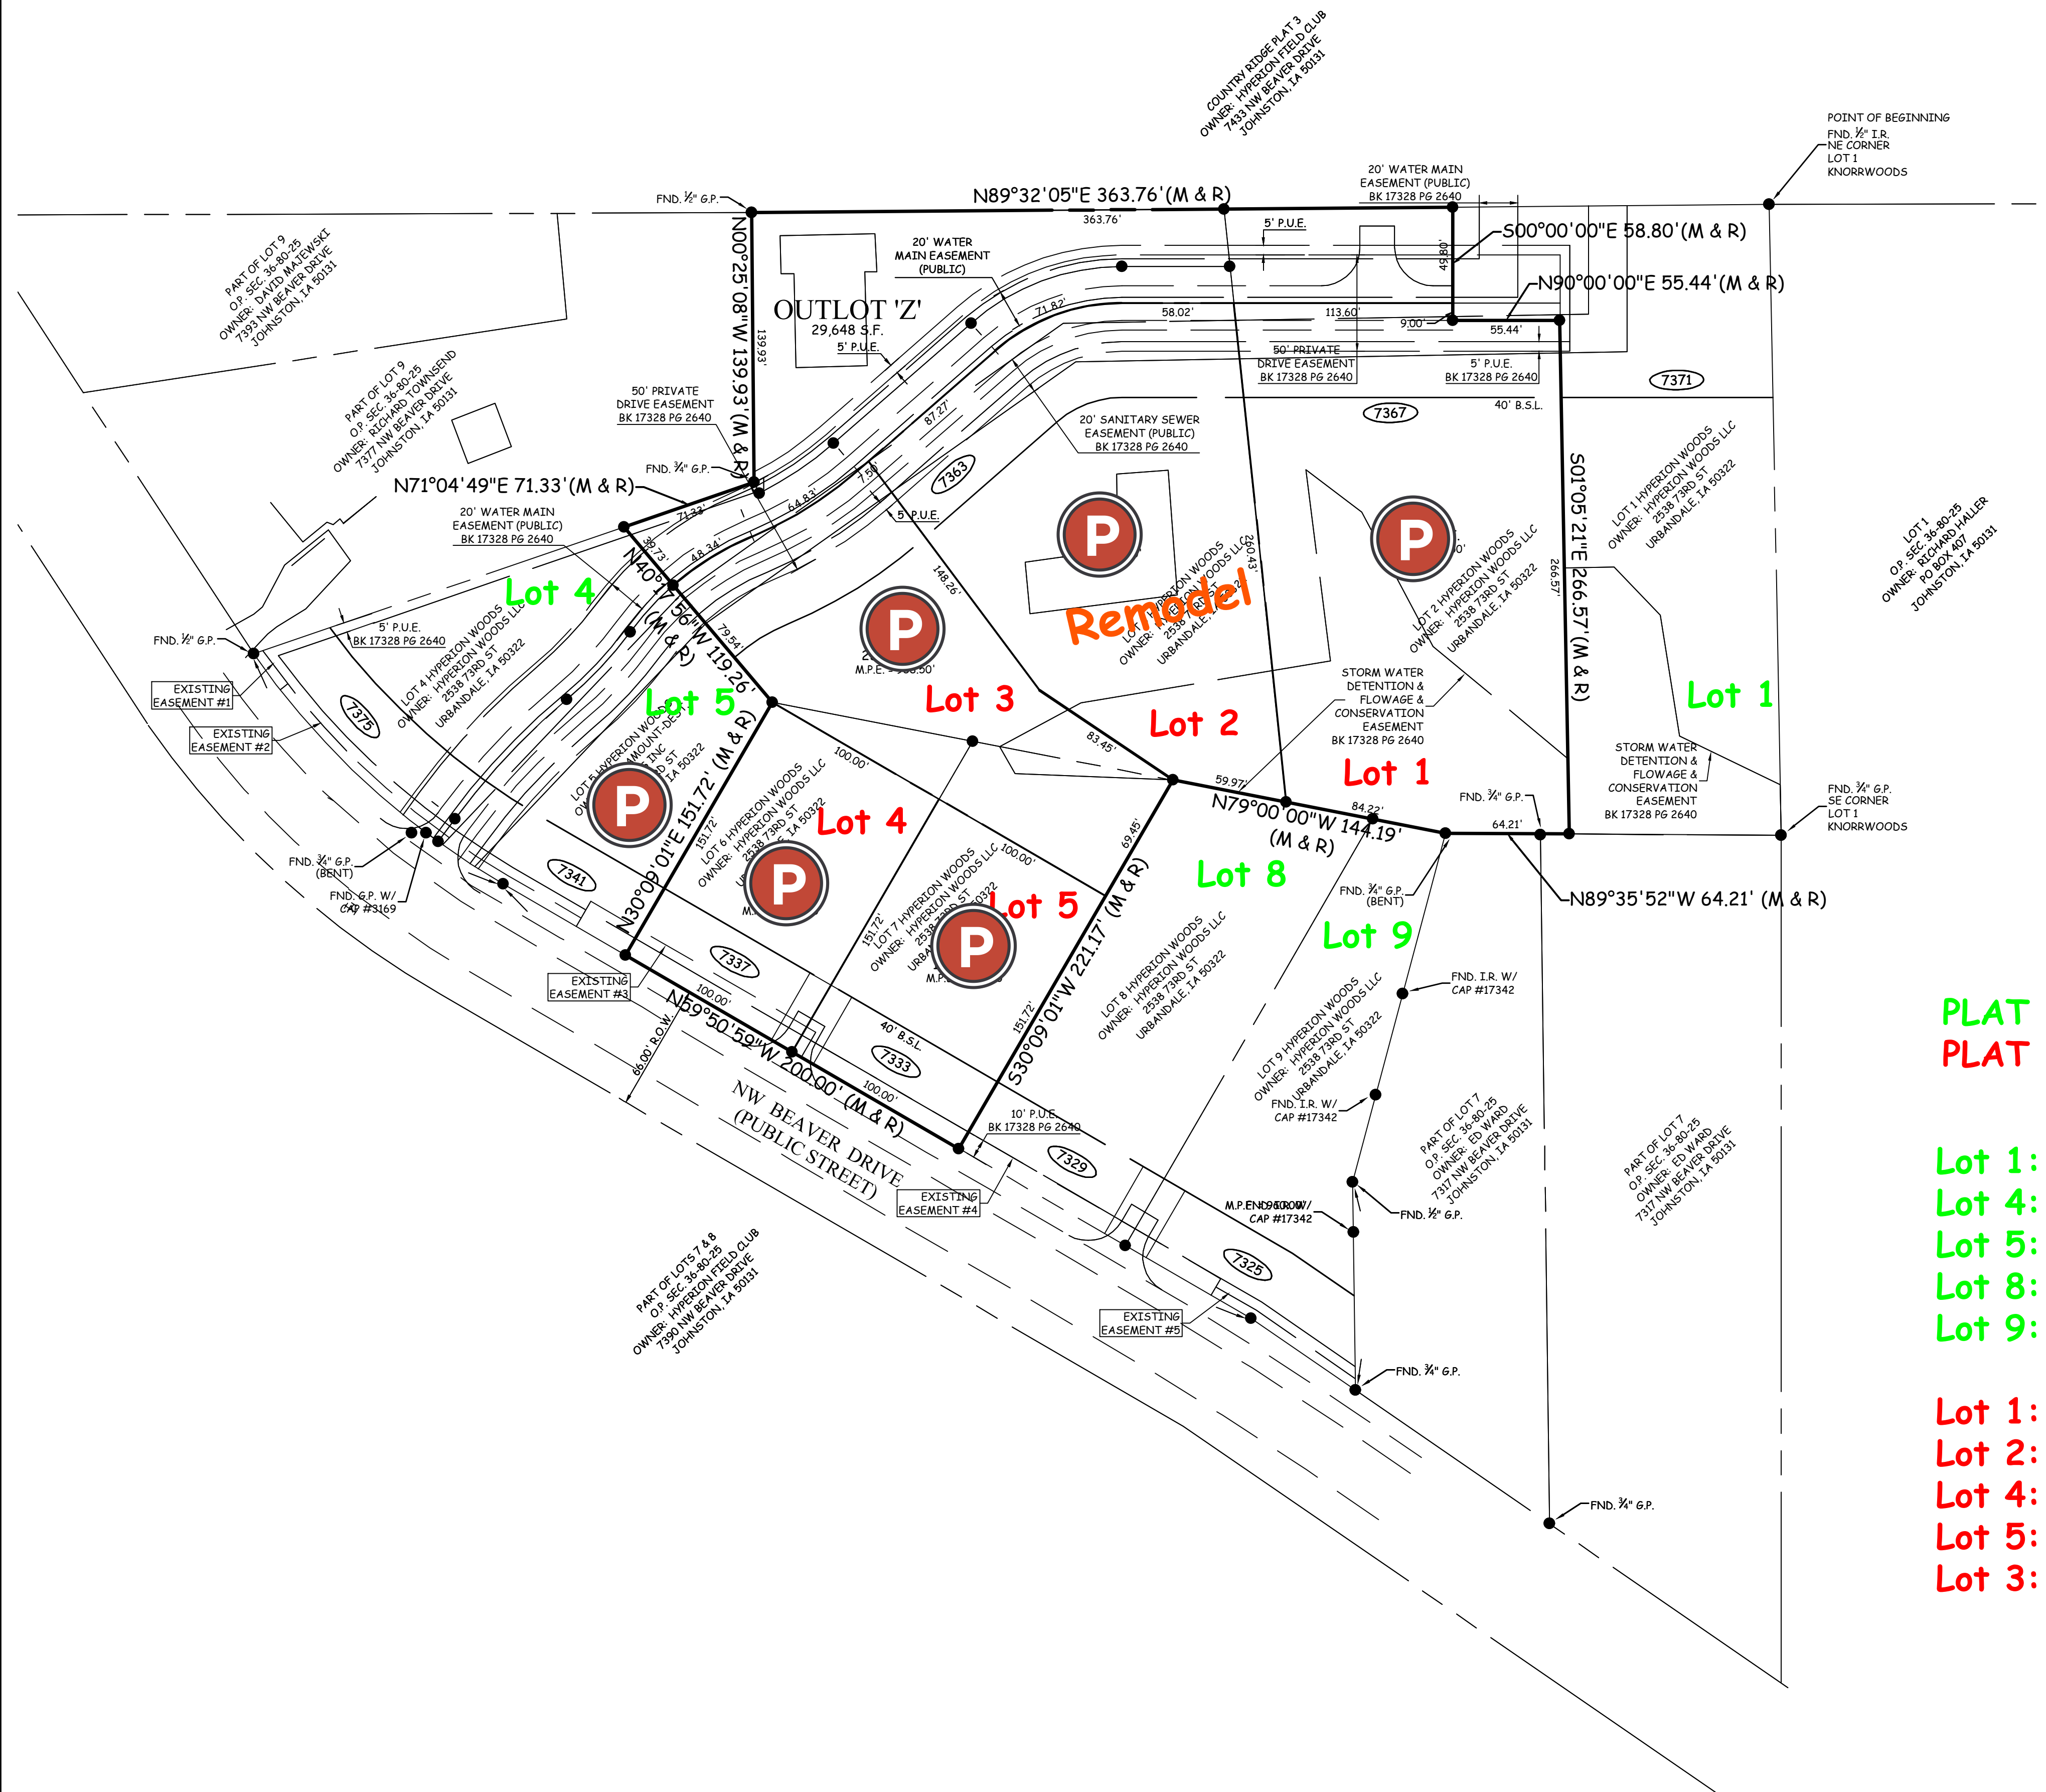 COUNTRY RIDGE PLAT 3
OWNER: HYPERION FIELD CLUB
7433 NW BEAVER DRIVE
JOHNSTON, IA 50131
POINT OF BEGINNING
FND. ½" I.R.
NE CORNER
LOT 1
KNORRWOODS
FND. ½" G.P.
N89°32'05"E 363.76'(M & R)
363.76'
20' WATER MAIN
EASEMENT (PUBLIC)
BK 17328 PG 2640
5' P.U.E.
S00°00'00"E 58.80'(M & R)
49.80'
N90°00'00"E 55.44'(M & R)
9.00'
55.44'
PART OF LOT 9
O.P. SEC. 36-80-25
OWNER: DAVID MAJEWSKI
7393 NW BEAVER DRIVE
JOHNSTON, IA 50131
N00°25'08"W 139.93'(M & R)
139.93'
20' WATER
MAIN EASEMENT
(PUBLIC)
OUTLOT 'Z'
29,648 S.F.
5' P.U.E.
71.82'
58.02'
113.60'
50' PRIVATE
DRIVE EASEMENT
BK 17328 PG 2640
5' P.U.E.
BK 17328 PG 2640
7371
7367
40' B.S.L.
PART OF LOT 9
O.P. SEC. 36-80-25
OWNER: RICHARD TOWNSEND
7377 NW BEAVER DRIVE
JOHNSTON, IA 50131
50' PRIVATE
DRIVE EASEMENT
BK 17328 PG 2640
87.27'
20' SANITARY SEWER
EASEMENT (PUBLIC)
BK 17328 PG 2640
FND. ¾" G.P.
N71°04'49"E 71.33'(M & R)
71.33'
64.83'
7.50'
7363
5' P.U.E.
20' WATER MAIN
EASEMENT (PUBLIC)
BK 17328 PG 2640
39.73'
48.34'
N40°17'56"W 119.26'
(M & R)
79.54'
148.26'
P
P
P
260.43'
S01°05'21"E 266.57'(M & R)
266.57'
LOT 1 HYPERION WOODS
OWNER: HYPERION WOODS LLC
2538 73RD ST
URBANDALE, IA 50322
LOT 2 HYPERION WOODS
OWNER: HYPERION WOODS LLC
2538 73RD ST
URBANDALE, IA 50322
HYPERION WOODS
OWNER: HYPERION WOODS LLC
2538 73RD ST
URBANDALE, IA 50322
LOT 1
O.P. SEC. 36-80-25
OWNER: RICHARD HALLER
PO BOX 407
JOHNSTON, IA 50131
Remodel
Lot 4
5' P.U.E.
BK 17328 PG 2640
FND. ½" G.P.
LOT 4 HYPERION WOODS
OWNER: HYPERION WOODS LLC
2538 73RD ST
URBANDALE, IA 50322
EXISTING
EASEMENT #1
EXISTING
EASEMENT #2
7375
Lot 5
Lot 3
Lot 2
Lot 1
Lot 1
STORM WATER
DETENTION &
FLOWAGE &
CONSERVATION
EASEMENT
BK 17328 PG 2640
STORM WATER
DETENTION &
FLOWAGE &
CONSERVATION
EASEMENT
BK 17328 PG 2640
83.45'
59.97'
N79°00'00"W 144.19'
(M & R)
84.22'
FND. ¾" G.P.
64.21'
FND. ¾" G.P.
SE CORNER
LOT 1
KNORRWOODS
N89°35'52"W 64.21' (M & R)
LOT 5 HYPERION WOODS
P
N30°09'01"E 151.72' (M & R)
151.72'
100.00'
LOT 6 HYPERION WOODS
OWNER: HYPERION WOODS LLC
2538 73RD ST
Lot 4
P
LOT 7 HYPERION WOODS
OWNER: HYPERION WOODS LLC
100.00'
Lot 5
P
151.72'
69.45'
S30°09'01"W 221.17' (M & R)
151.72'
Lot 8
Lot 9
FND. ¾" G.P.
(BENT)
FND. ¾" G.P.
(BENT)
FND. G.P. W/
CAP #3169
7341
7337
7333
40' B.S.L.
EXISTING
EASEMENT #3
100.00'
N59°50'59"W 200.00' (M & R)
100.00'
66.00' R.O.W.
NW BEAVER DRIVE
(PUBLIC STREET)
LOT 8 HYPERION WOODS
OWNER: HYPERION WOODS LLC
2538 73RD ST
URBANDALE, IA 50322
LOT 9 HYPERION WOODS
OWNER: HYPERION WOODS LLC
2538 73RD ST
URBANDALE, IA 50322
FND. I.R. W/
CAP #17342
FND. I.R. W/
CAP #17342
10' P.U.E.
BK 17328 PG 2640
7329
EXISTING
EASEMENT #4
CAP #17342
FND. ½" G.P.
PART OF LOT 7
O.P. SEC. 36-80-25
OWNER: ED WARD
7317 NW BEAVER DRIVE
JOHNSTON, IA 50131
PART OF LOT 7
O.P. SEC. 36-80-25
OWNER: ED WARD
7317 NW BEAVER DRIVE
JOHNSTON, IA 50131
PART OF LOTS 7 & 8
O.P. SEC. 36-80-25
OWNER: HYPERION FIELD CLUB
7390 NW BEAVER DRIVE
JOHNSTON, IA 50131
7325
EXISTING
EASEMENT #5
FND. ¾" G.P.
FND. ¾" G.P.
PLAT
PLAT
Lot 1:
Lot 4:
Lot 5:
Lot 8:
Lot 9:
Lot 1:
Lot 2:
Lot 4:
Lot 5:
Lot 3: